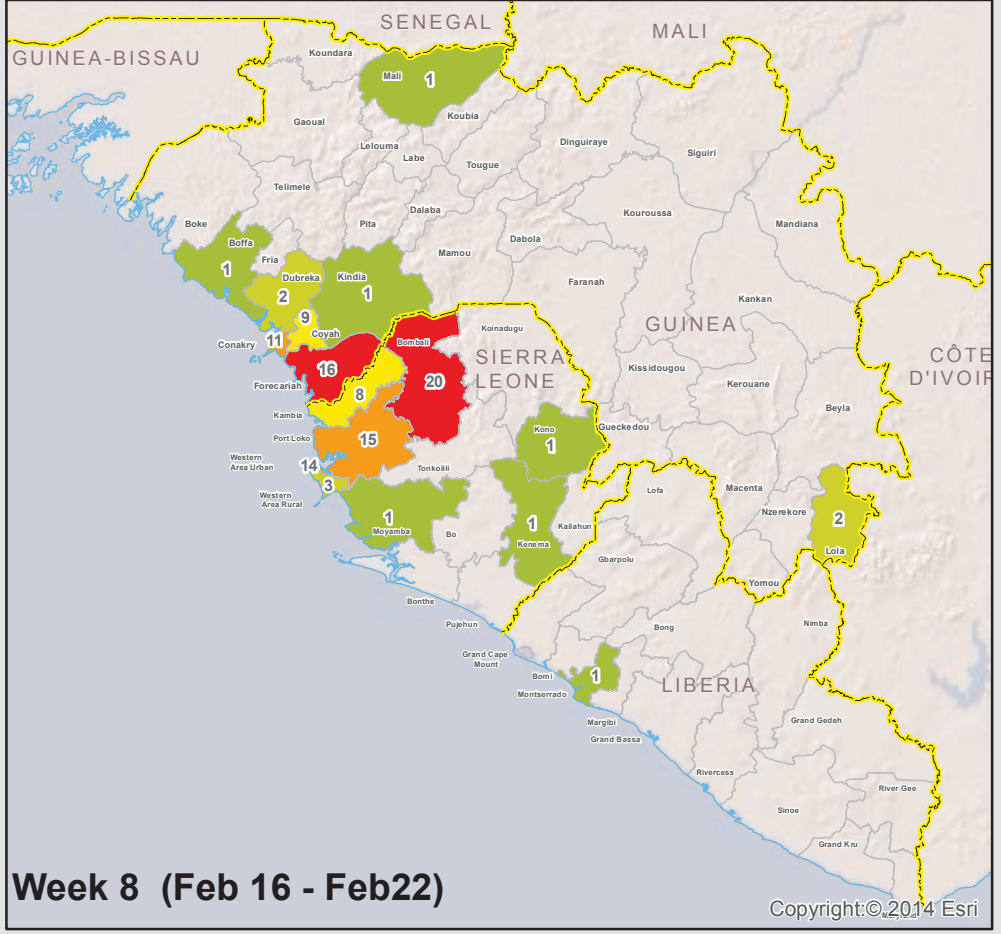 SENEGAL
MALI
GUINEA-BISSAU
Koundara
Mali
1
Koubia
Gaoual
Lelouma
Labe
Tougue
Dinguiraye
Siguiri
Telimele
Dalaba
Kouroussa
Boke
Pita
Mandiana
Boffa
Dabola
Fria
Mamou
1
Dubreka
Kindia
Faranah
2
1
Kankan
9
Koinadugu
GUINEA
Coyah
Conakry
11
Bombali
SIERRA
LEONE
CÔTE
D'IVOIR
16
Kissidougou
20
Kerouane
Forecariah
8
Beyla
Kambia
Kono
Gueckedou
Port Loko
15
1
Western
Area Urban
14
Tonkolili
3
Lofa
Macenta
Western
Area Rural
Nzerekore
1
Moyamba
1
Kailahun
2
Bo
Kenema
Lola
Gbarpolu
Yomou
Bonthe
Pujehun
Bong
Nimba
Grand Cape
Mount
Bomi
1
LIBERIA
Montserrado
Margibi
Grand Gedeh
Grand Bassa
Rivercess
River Gee
Sinoe
Grand Kru
Week 8 (Feb 16 - Feb22)
Copyright:© 2014 Esri